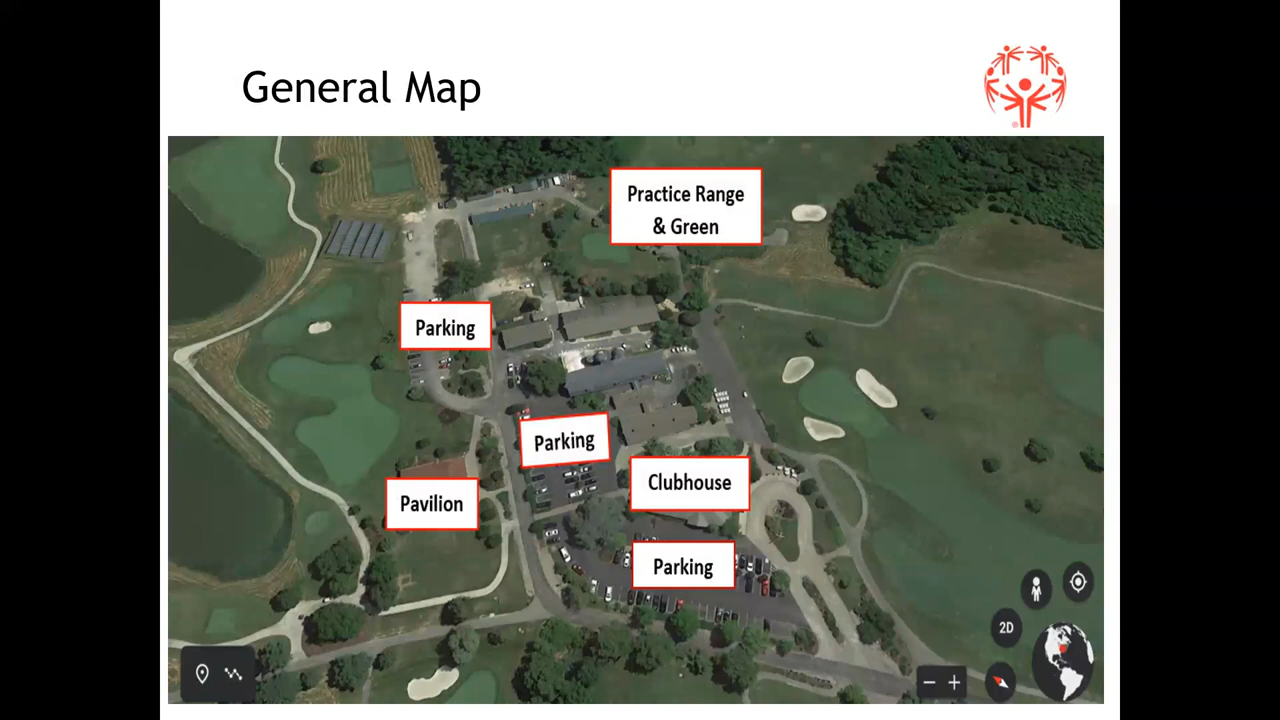 General Map
®
Practice Range
& Green
Parking
Parking
Clubhouse
Pavilion
Parking
2D